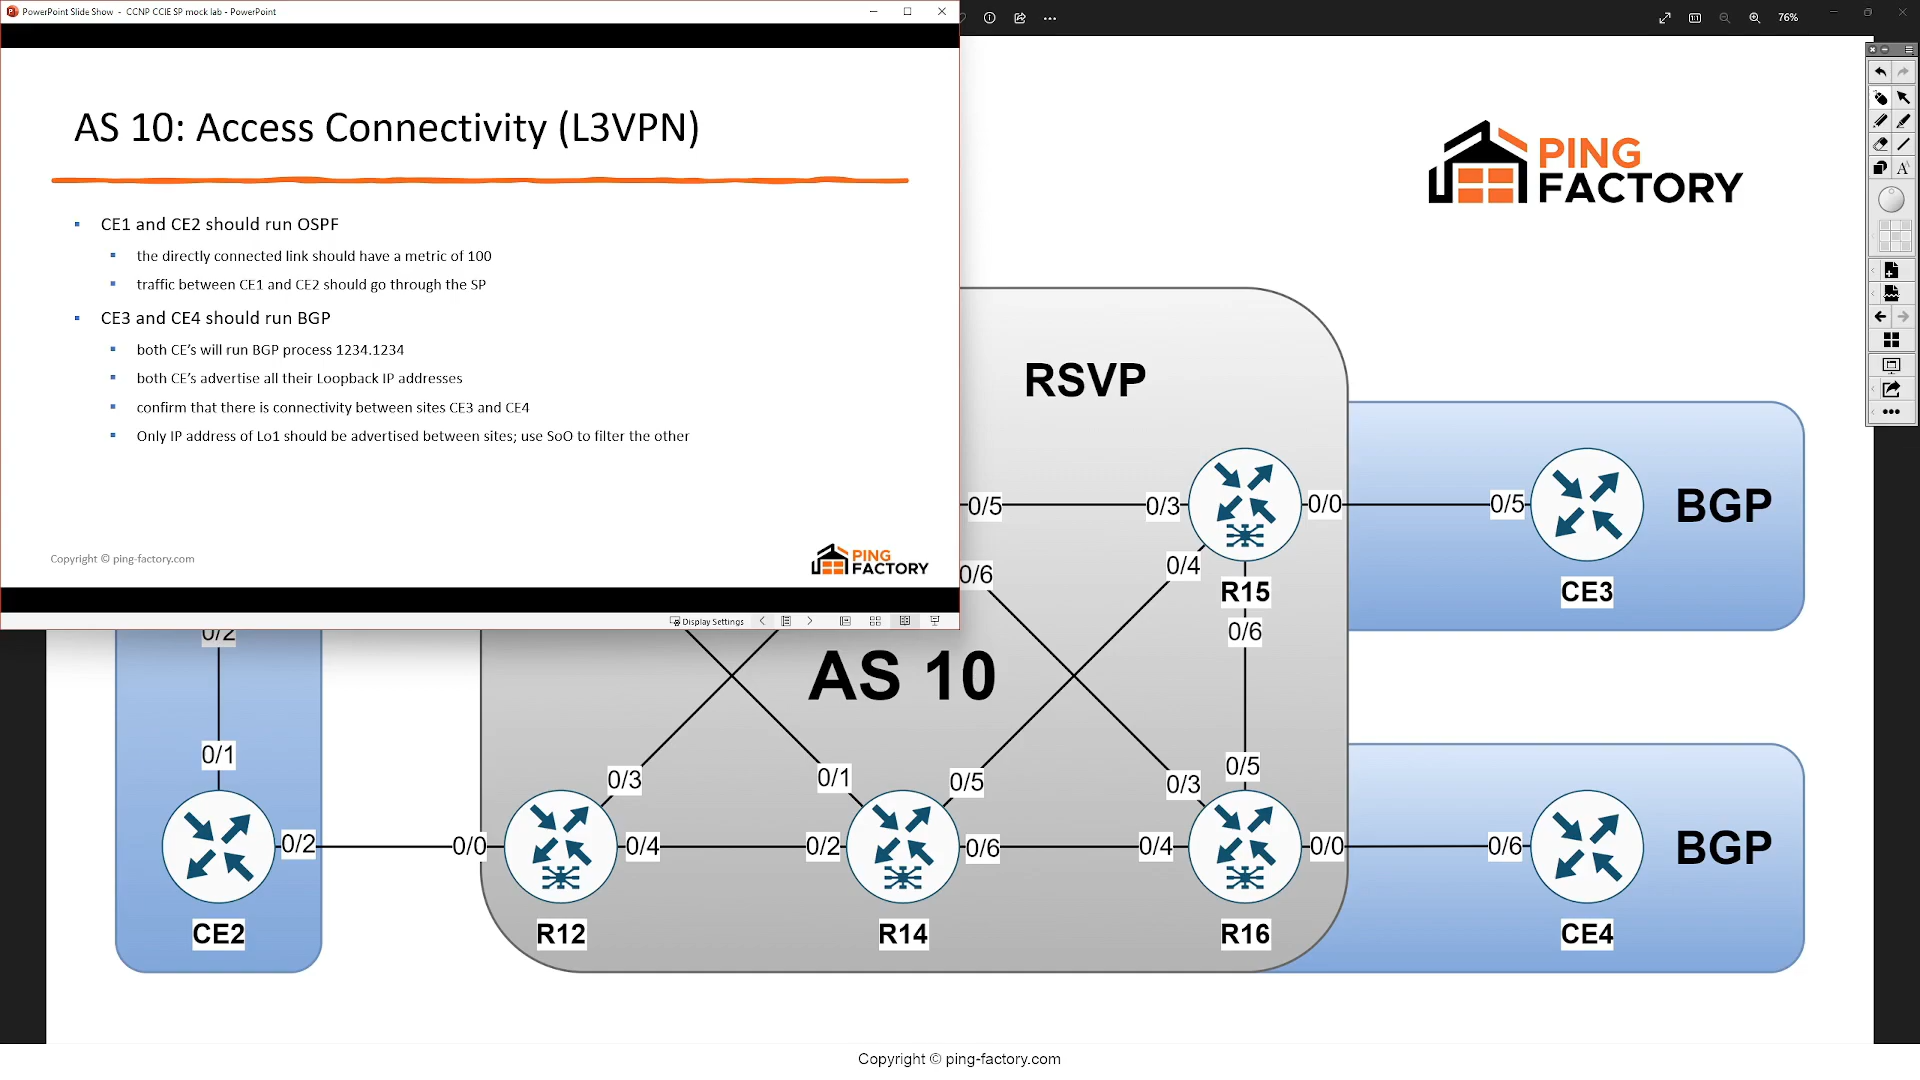 PowerPoint Slide Show - CCNP CCIE SP mock lab - PowerPoint
76%
AS 10: Access Connectivity (L3VPN)
CE1 and CE2 should run OSPF
the directly connected link should have a metric of 100
traffic between CE1 and CE2 should go through the SP
CE3 and CE4 should run BGP
both CE's will run BGP process 1234.1234
both CE's advertise all their Loopback IP addresses
confirm that there is connectivity between sites CE3 and CE4
Only IP address of Lo1 should be advertised between sites; use SoO to filter the other
Copyright © ping-factory.com
PING
FACTORY
Display Settings
PING
FACTORY
RSVP
0/5
0/3
0/0
0/5
BGP
0/6
0/4
R15
CE3
0/2
0/6
AS 10
0/1
0/3
0/1
0/5
0/3
0/5
0/2
0/0
0/4
0/2
0/6
0/4
0/0
0/6
BGP
CE2
R12
R14
R16
CE4
Copyright © ping-factory.com